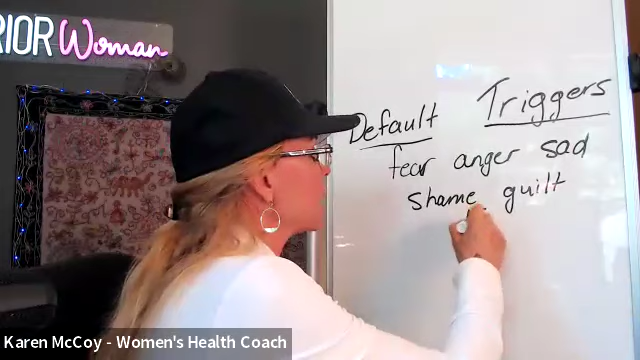 RIOR Woman
Default Triggers
fear anger sad
shame guilt
Karen McCoy - Women's Health Coach